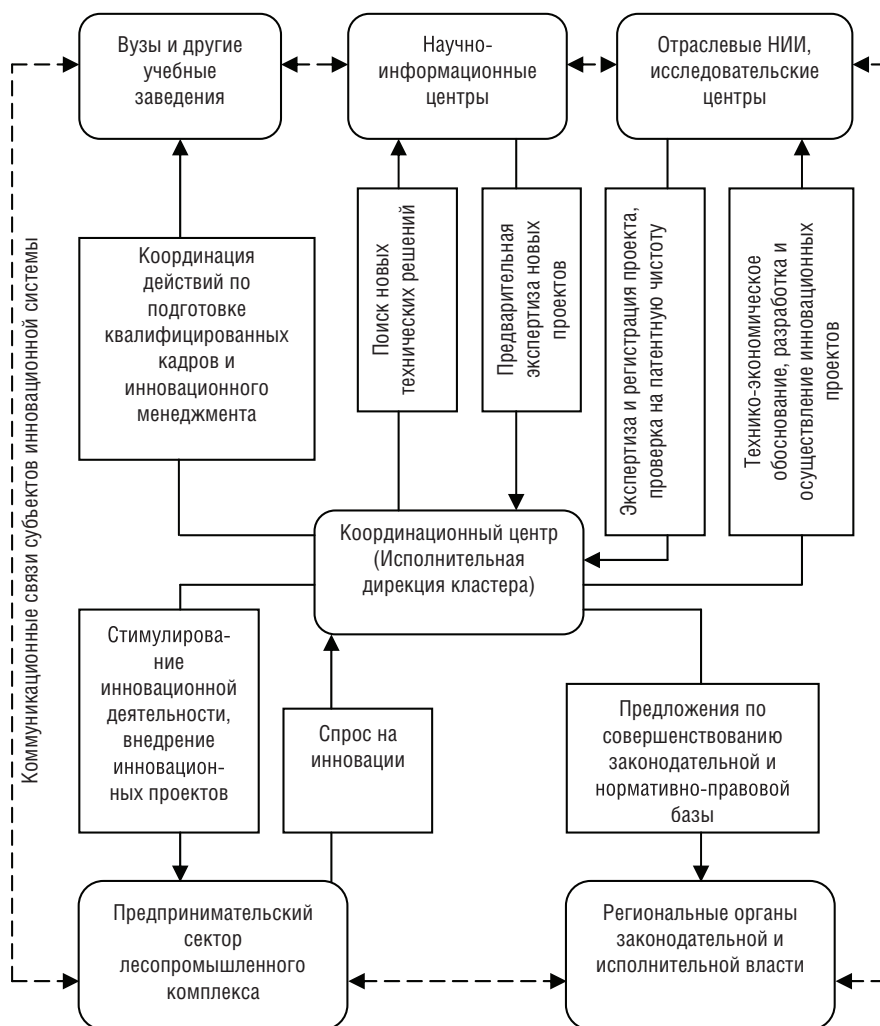 Вузы и другие
учебные
заведения
Научно-
информационные
центры
Отраслевые НИИ,
исследовательские
центры
Коммуникационные связи субъектов инновационной системы
Координация
действий по
подготовке
квалифицированных
кадров и
инновационного
менеджмента
Поиск новых
технических решений
Предварительная
экспертиза новых
проектов
Экспертиза и регистрация проекта,
проверка на патентную чистоту
Технико-экономическое
обоснование, разработка и
осуществление инновационных
проектов
Координационный центр
(Исполнительная
дирекция кластера)
Стимулирова-
ние
инновационной
деятельности,
внедрение
инновацион-
ных проектов
Спрос на
инновации
Предложения по
совершенствованию
законодательной и
нормативно-правовой
базы
Предпринимательский
сектор
лесопромышленного
комплекса
Региональные органы
законодательной и
исполнительной власти